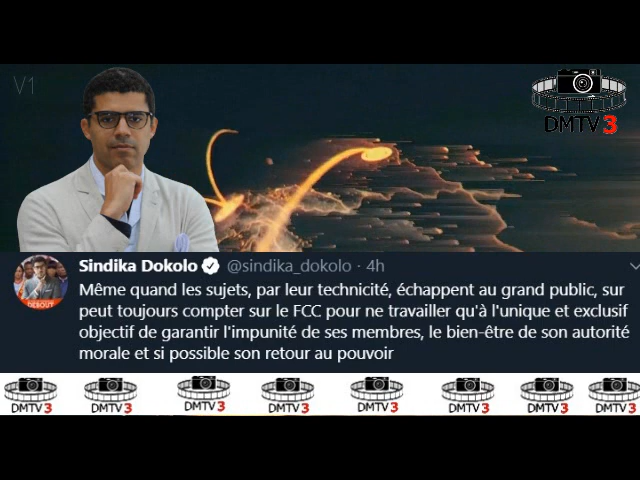 V1
DMTV3
Sindika Dokolo @sindika_dokolo · 4h
Même quand les sujets, par leur technicité, échappent au grand public, sur
peut toujours compter sur le FCC pour ne travailler qu'à l'unique et exclusif
objectif de garantir l'impunité de ses membres, le bien-être de son autorité
morale et si possible son retour au pouvoir
DEBOUT
DMTV3 DMTV3 DMTV3 DMTV3 DMTV3 DMTV3 DMTV3 DMTV3